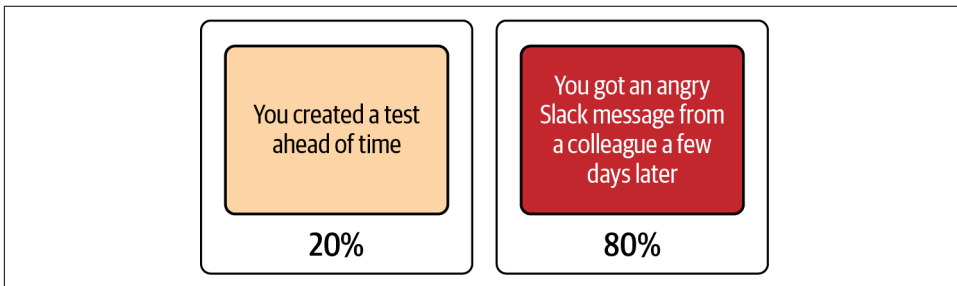 You created a test
ahead of time
20%
You got an angry
Slack message from
a colleague a few
days later
80%